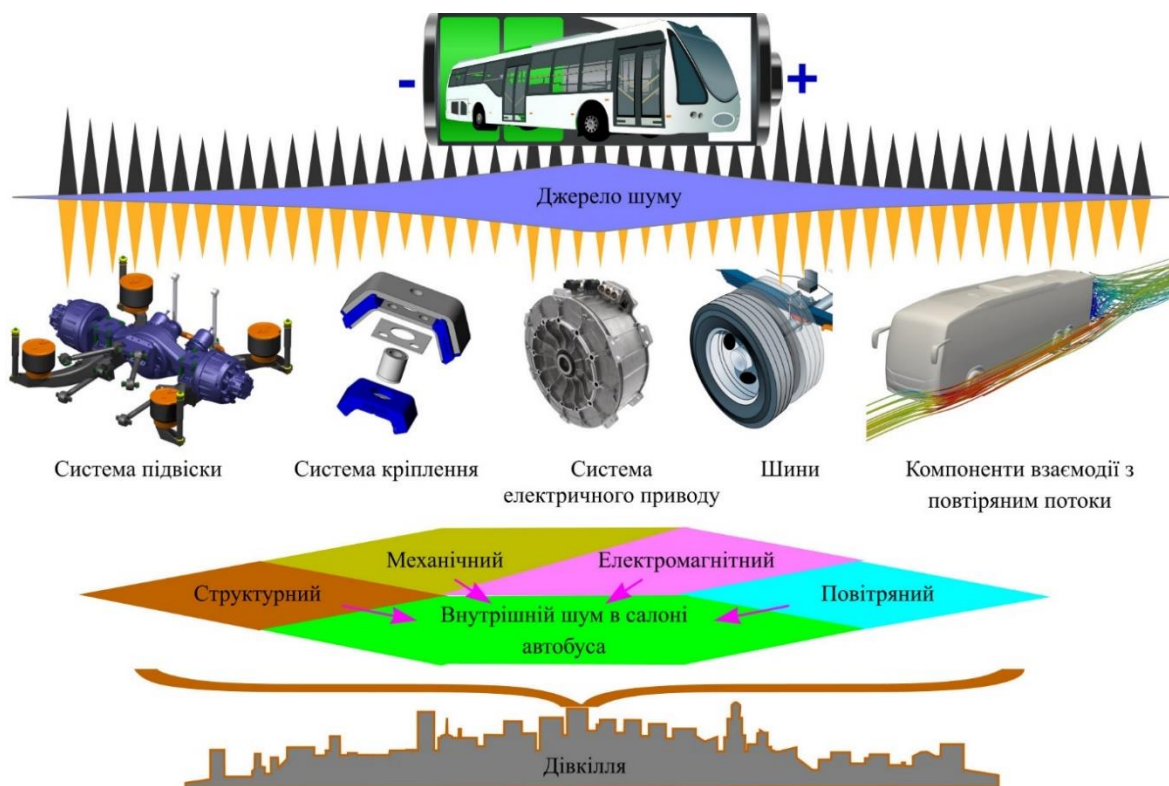 - +
Джерело шуму
Система підвіски
Система кріплення
Система
електричного приводу
Шини
Компоненти взаємодії з
повтіряним потоки
Механічний
Електромагнітний
Структурний
Повітряний
Внутрішній шум в салоні
автобуса
Дівкілля